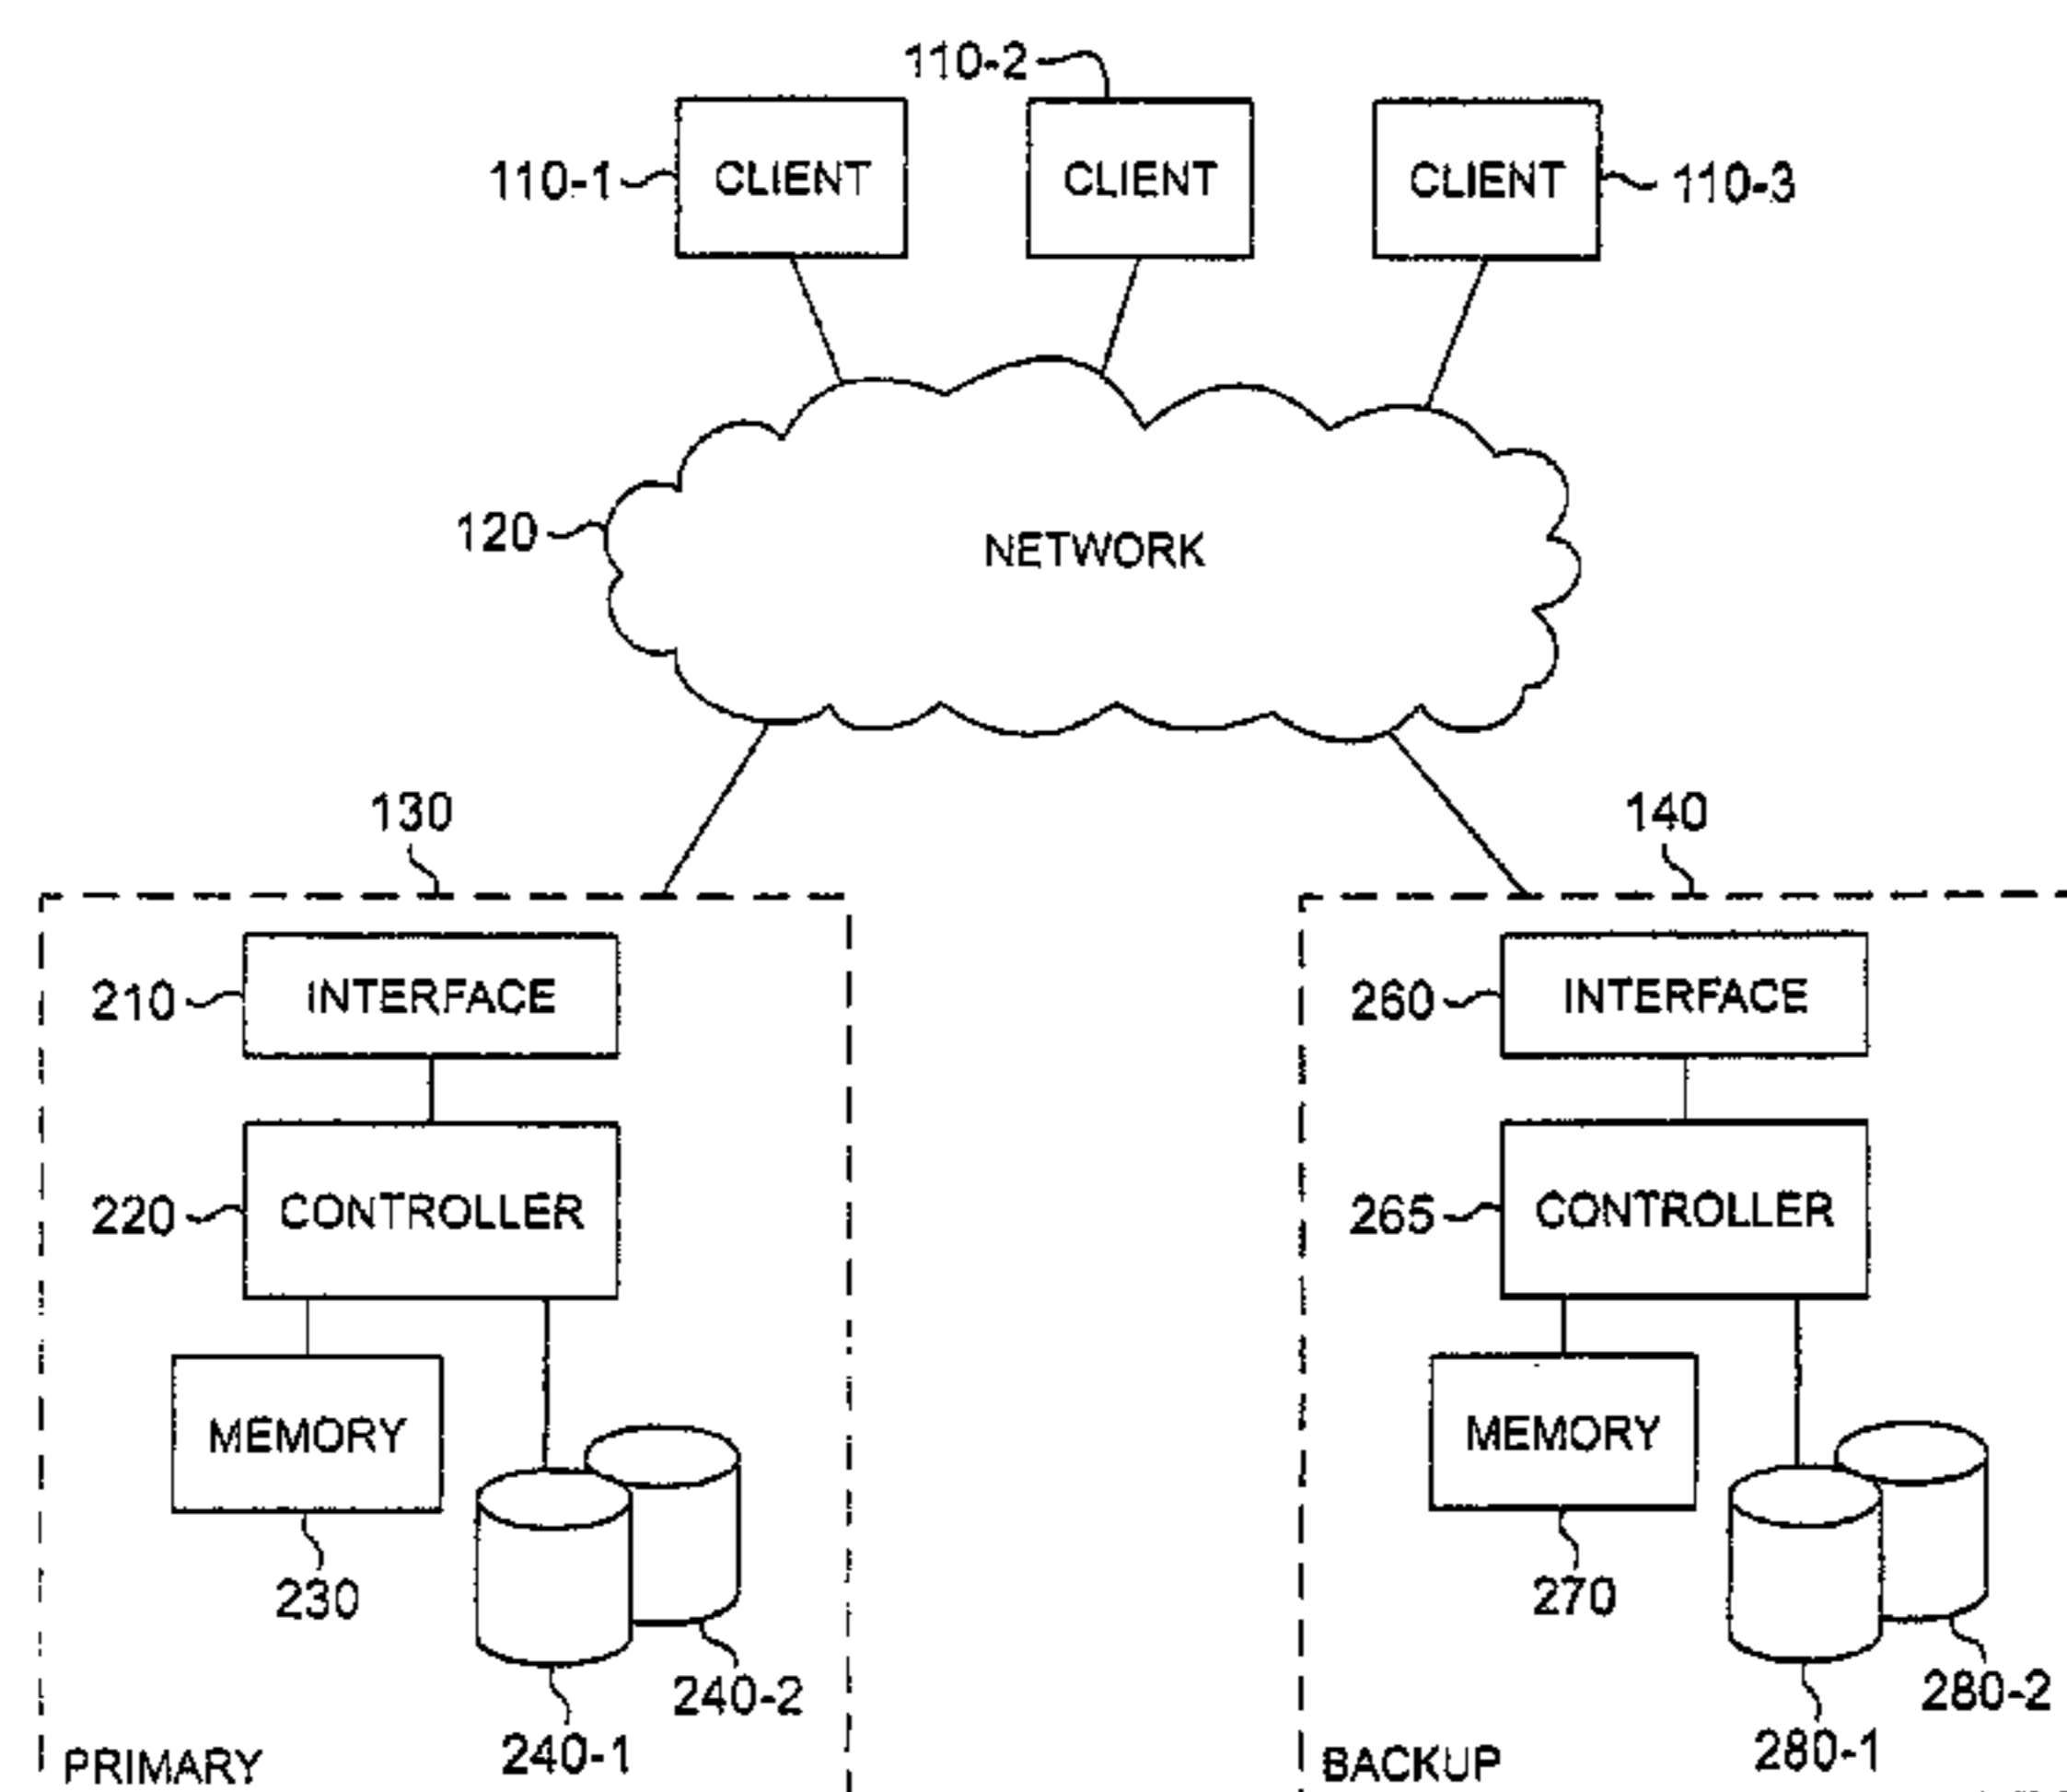 110-2
110-1 CLIENT CLIENT CLIENT 110-3
120 NETWORK
130 140
210 INTERFACE 260 INTERFACE
220 CONTROLLER 265 CONTROLLER
MEMORY MEMORY
230 270
240-2 280-2
240-1 280-1
PRIMARY BACKUP